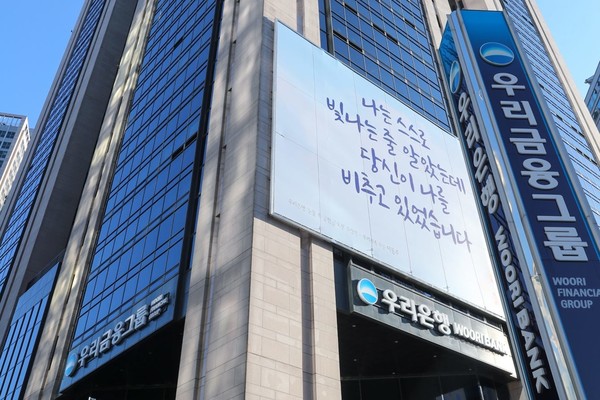 나는 스스로
빛나는 줄 알았는데
당신이 나를
비추고 있었습니다
우리은행 WOORI BANK
우리금융그룹
우리금융그룹
WOORI
FINANCIAL
GROUP
우리은행 WOORI BANK